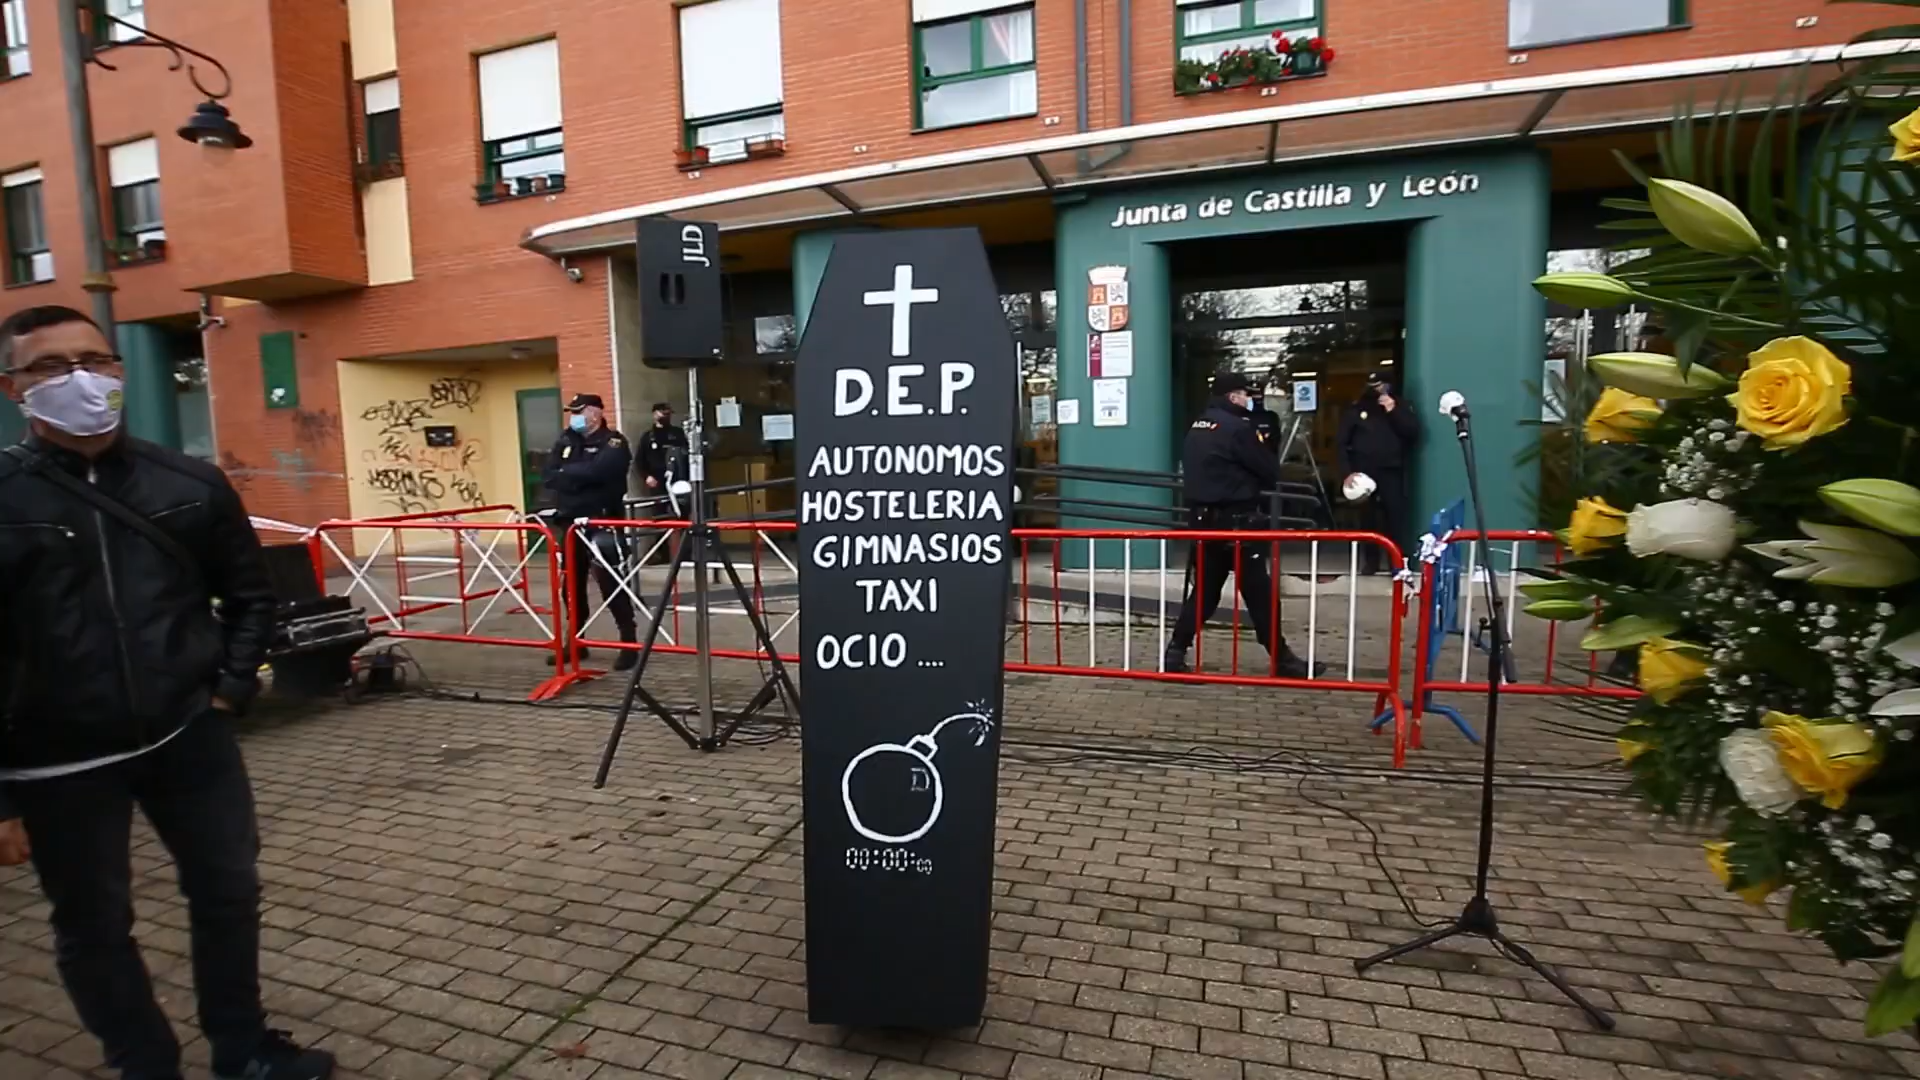 Junta de Castilla y León
JLD
D.E.P.
AUTONOMOS
HOSTELERIA
GIMNASIOS
TAXI
OCIO ....
D
00:00:00